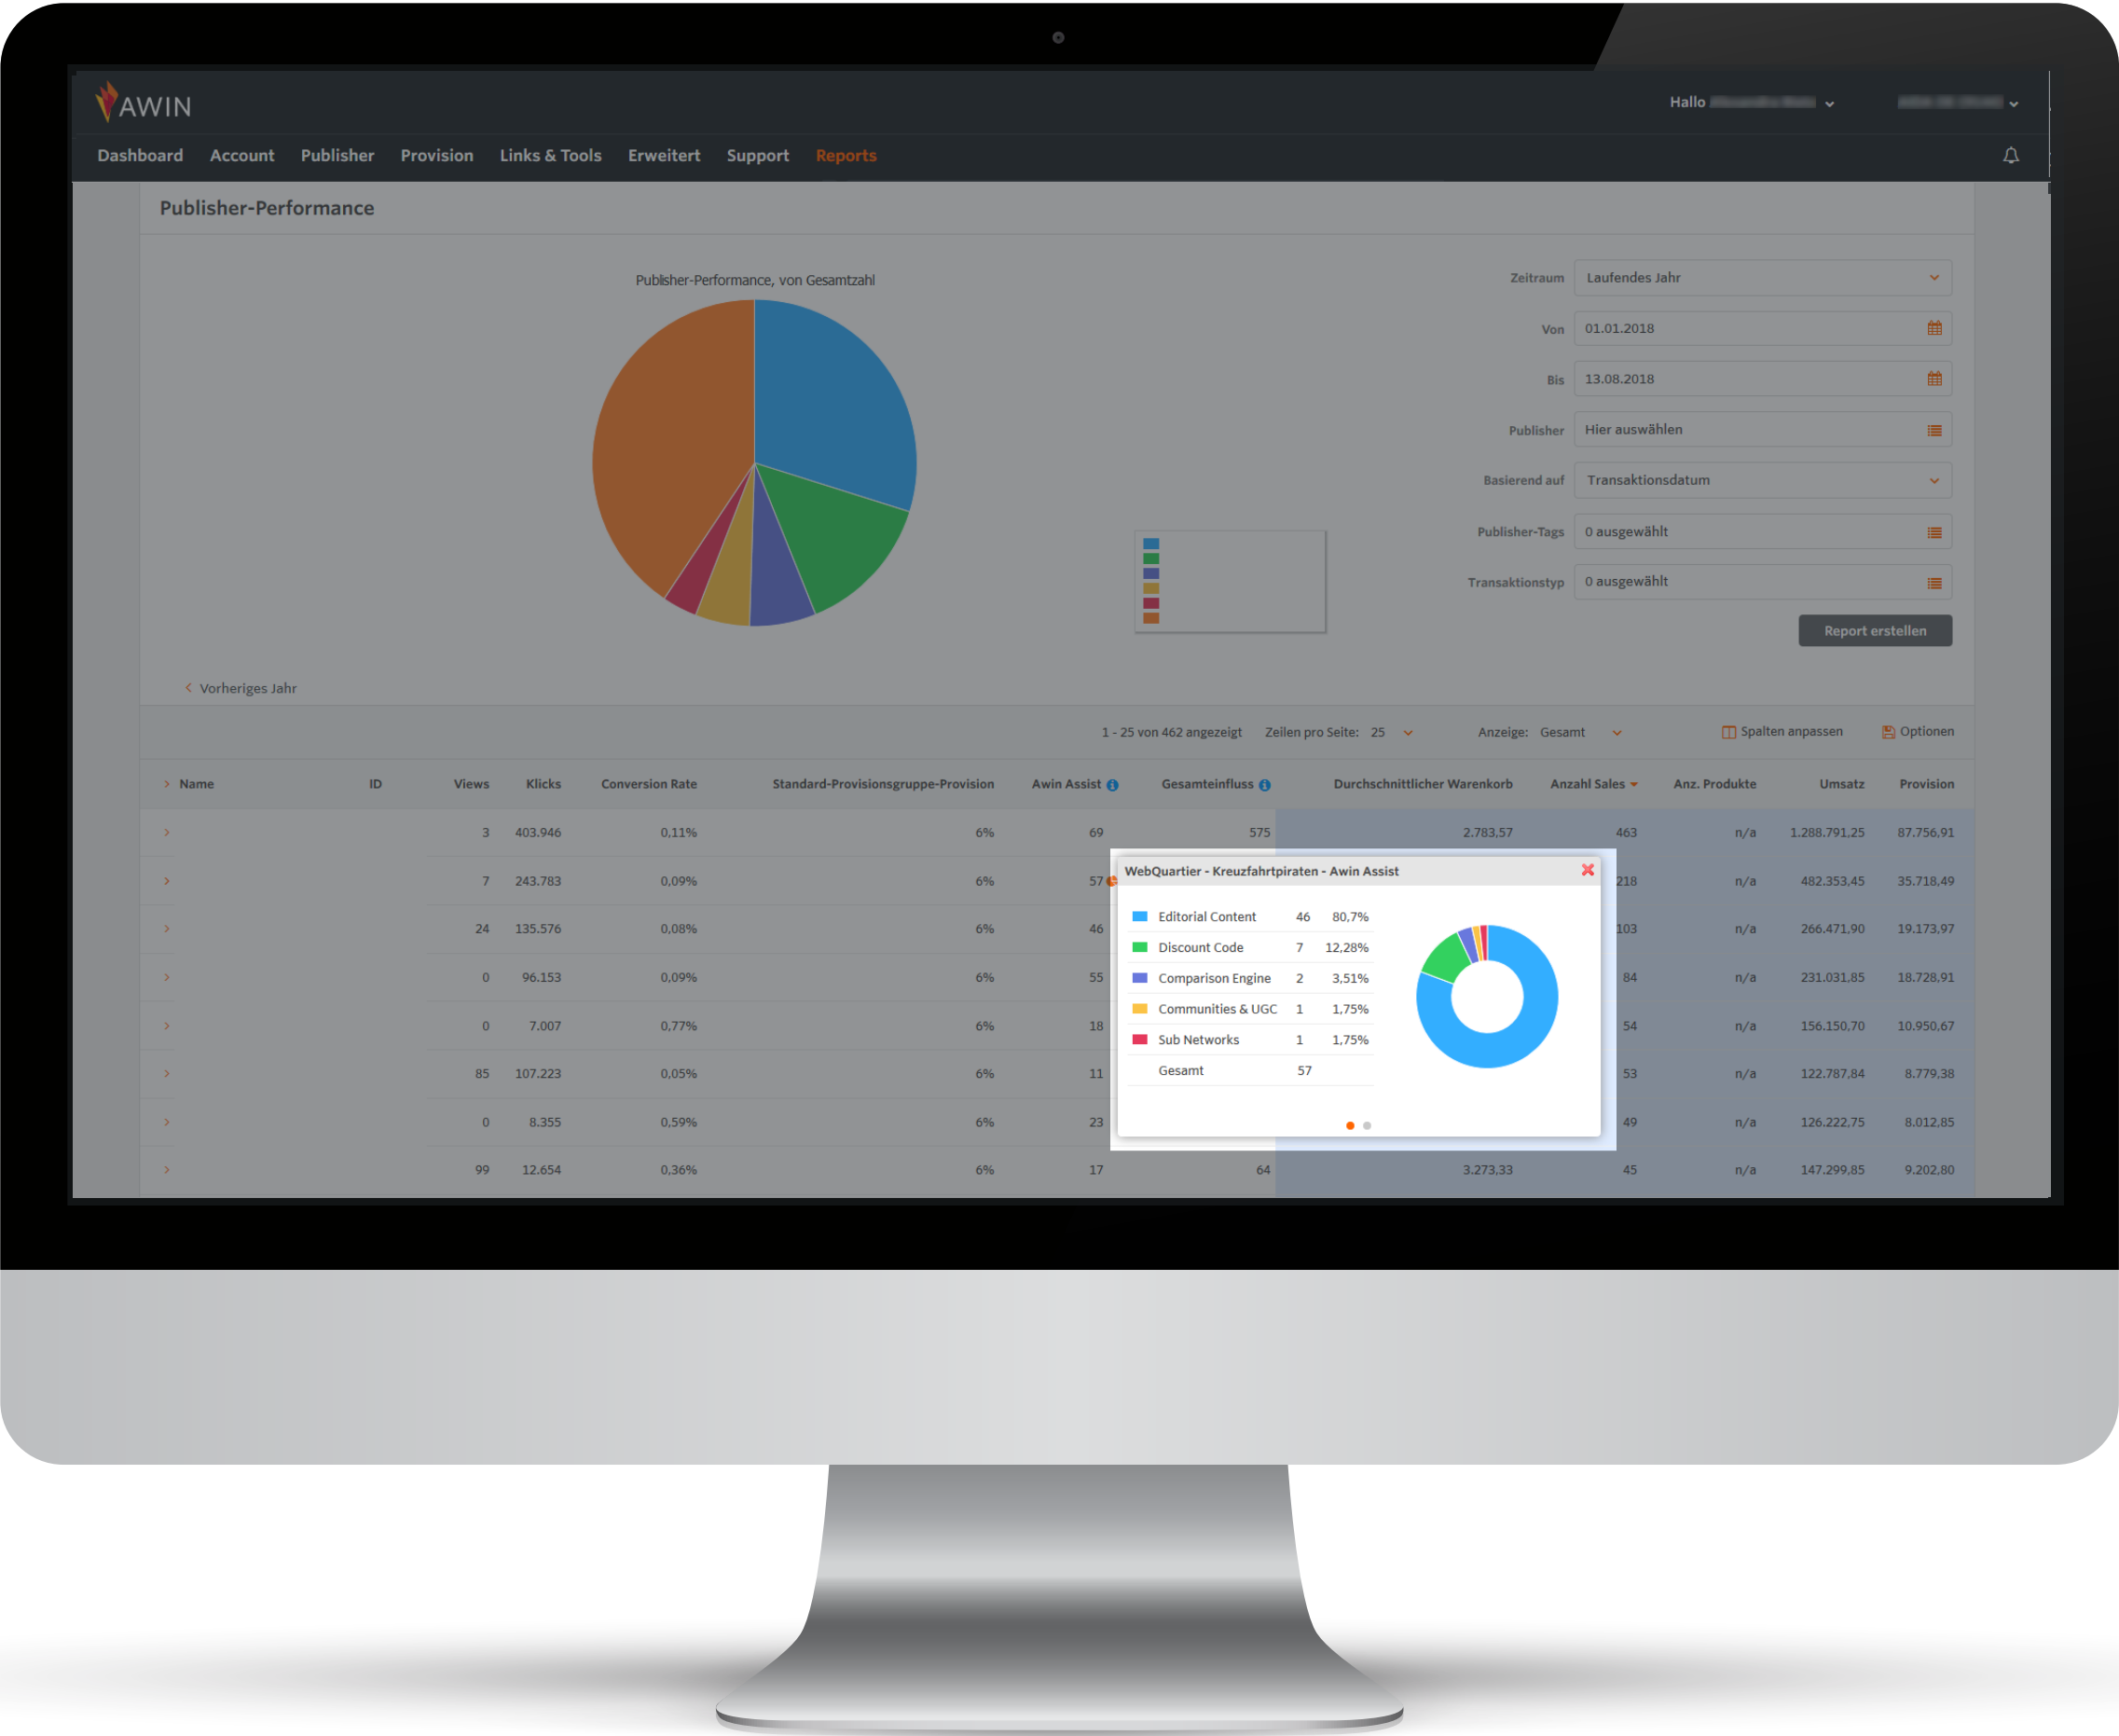 AWIN
Hallo
Dashboard Account Publisher Provision Links & Tools Erweitert Support Reports
Publisher-Performance
Publisher-Performance, von Gesamtzahl
Zeitraum Laufendes Jahr
Von 01.01.2018
Bis 13.08.2018
Publisher Hier auswählen
Basierend auf Transaktionsdatum
Publisher-Tags 0 ausgewählt
Transaktionstyp 0 ausgewählt
Report erstellen
Vorheriges Jahr
1 - 25 von 462 angezeigt Zeilen pro Seite: 25 Anzeige: Gesamt Spalten anpassen Optionen
Name ID Views Klicks Conversion Rate Standard-Provisionsgruppe-Provision Awin Assist Gesamteinfluss Durchschnittlicher Warenkorb Anzahl Sales Anz. Produkte Umsatz Provision
3 403.946 0,11% 6% 69 575 2.783,57 463 n/a 1.288.791,25 87.756,91
7 243.783 0,09% 6% 57 218 n/a 482.353,45 35.718,49
24 135.576 0,08% 6% 46 103 n/a 266.471,90 19.173,97
0 96.153 0,09% 6% 55 84 n/a 231.031,85 18.728,91
0 7.007 0,77% 6% 18 54 n/a 156.150,70 10.950,67
85 107.223 0,05% 6% 11 53 n/a 122.787,84 8.779,38
0 8.355 0,59% 6% 23 49 n/a 126.222,75 8.012,85
99 12.654 0,36% 6% 17 64 3.273,33 45 n/a 147.299,85 9.202,80
WebQuartier - Kreuzfahrtpiraten - Awin Assist
Editorial Content 46 80,7%
Discount Code 7 12,28%
Comparison Engine 2 3,51%
Communities & UGC 1 1,75%
Sub Networks 1 1,75%
Gesamt 57